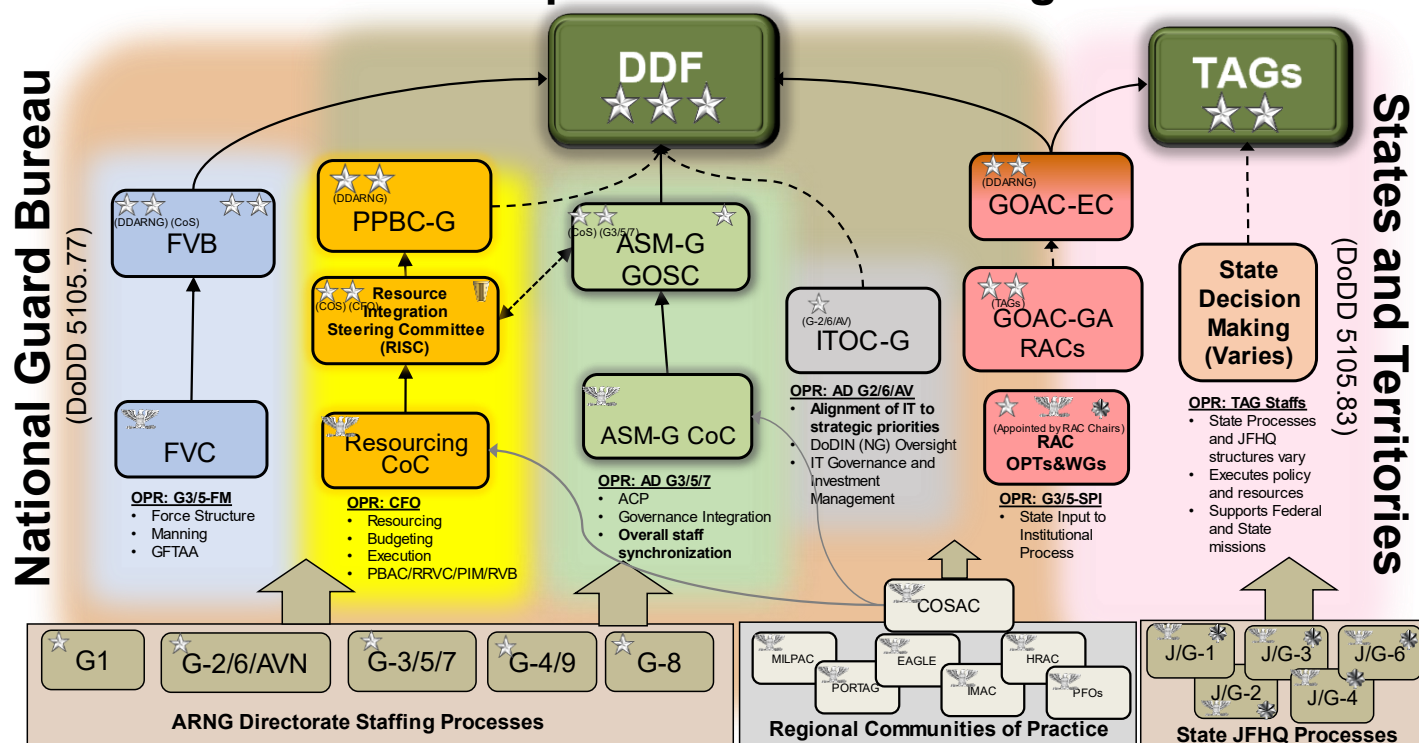 DDF
TAGs
National Guard Bureau
(DoDD 5105.77)
States and Territories
(DoDD 5105.83)
(DDARNG) (CoS)
FVB
(DDARNG)
PPBC-G
(CoS) (G3/5/7)
ASM-G
GOSC
(DDARNG)
GOAC-EC
State
Decision
Making
(Varies)
(COS) (CFO)
Resource
Integration
Steering Committee
(RISC)
(G-2/6/AV)
ITOC-G
(TAGs)
GOAC-GA
RACs
FVC
Resourcing
CoC
ASM-G CoC
OPR: AD G2/6/AV
• Alignment of IT to
strategic priorities
• DoDIN (NG) Oversight
• IT Governance and
Investment
Management
(Appointed by RAC Chairs)
RAC
OPTs&WGs
OPR: TAG Staffs
• State Processes
and JFHQ
structures vary
• Executes policy
and resources
• Supports Federal
and State
missions
OPR: G3/5-FM
• Force Structure
• Manning
• GFTAA
OPR: CFO
• Resourcing
• Budgeting
• Execution
• PBAC/RRVC/PIM/RVB
OPR: AD G3/5/7
• ACP
• Governance Integration
• Overall staff
synchronization
OPR: G3/5-SPI
• State Input to
Institutional
Process
COSAC
G1
G-2/6/AVN
G-3/5/7
G-4/9
G-8
ARNG Directorate Staffing Processes
MILPAC
EAGLE
HRAC
PORTAG
IMAC
PFOs
Regional Communities of Practice
J/G-1
J/G-3
J/G-6
J/G-2
J/G-4
State JFHQ Processes